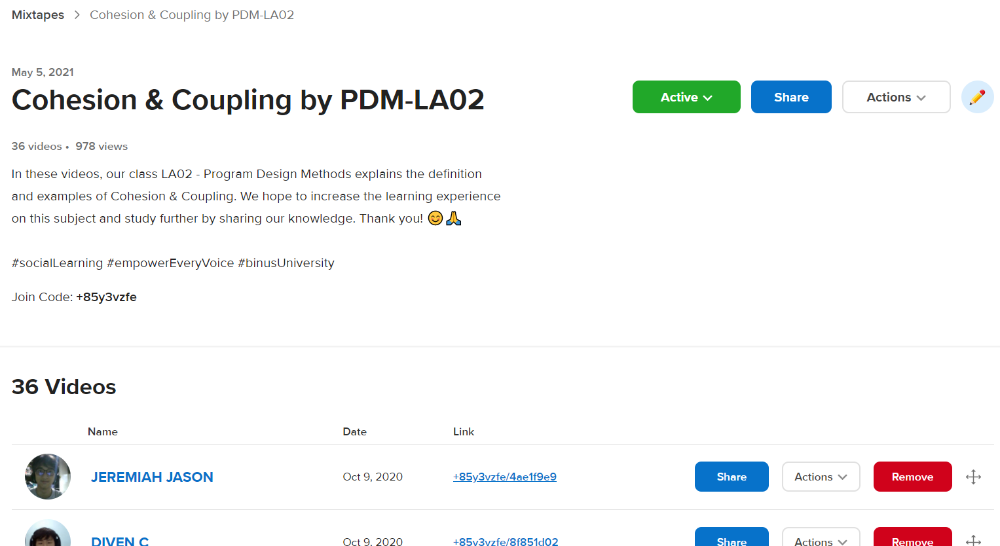 Mixtapes > Cohesion & Coupling by PDM-LA02
May 5, 2021
Cohesion & Coupling by PDM-LA02
Active
Share
Actions
36 videos • 978 views
In these videos, our class LA02 - Program Design Methods explains the definition
and examples of Cohesion & Coupling. We hope to increase the learning experience
on this subject and study further by sharing our knowledge. Thank you! 😊🙏
#socialLearning #empowerEveryVoice #binusUniversity
Join Code: +85y3vzfe
36 Videos
Name Date Link
JEREMIAH JASON Oct 9, 2020 +85y3vzfe/4ae1f9e9 Share Actions Remove
DIVEN C Oct 9, 2020 +85y3vzfe/8f851d02 Share Actions Remove